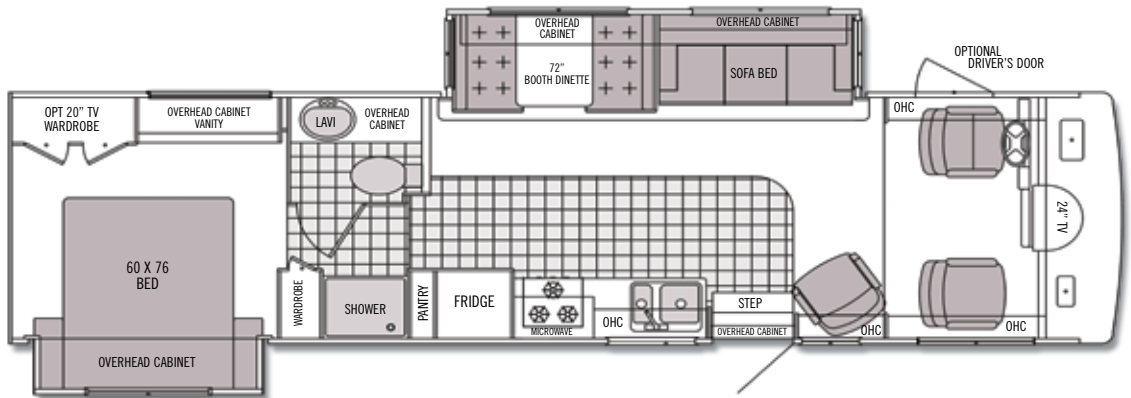 OVERHEAD
CABINET
72”
BOOTH DINETTE
OVERHEAD CABINET
SOFA BED
OPTIONAL
DRIVER'S DOOR
OPT 20” TV
WARDROBE
OVERHEAD CABINET
VANITY
LAVI
OVERHEAD
CABINET
OHC
24” TV
60 X 76
BED
WARDROBE
SHOWER
PANTRY
FRIDGE
MICROWAVE
OHC
STEP
OVERHEAD CABINET
OHC
OHC
OVERHEAD CABINET